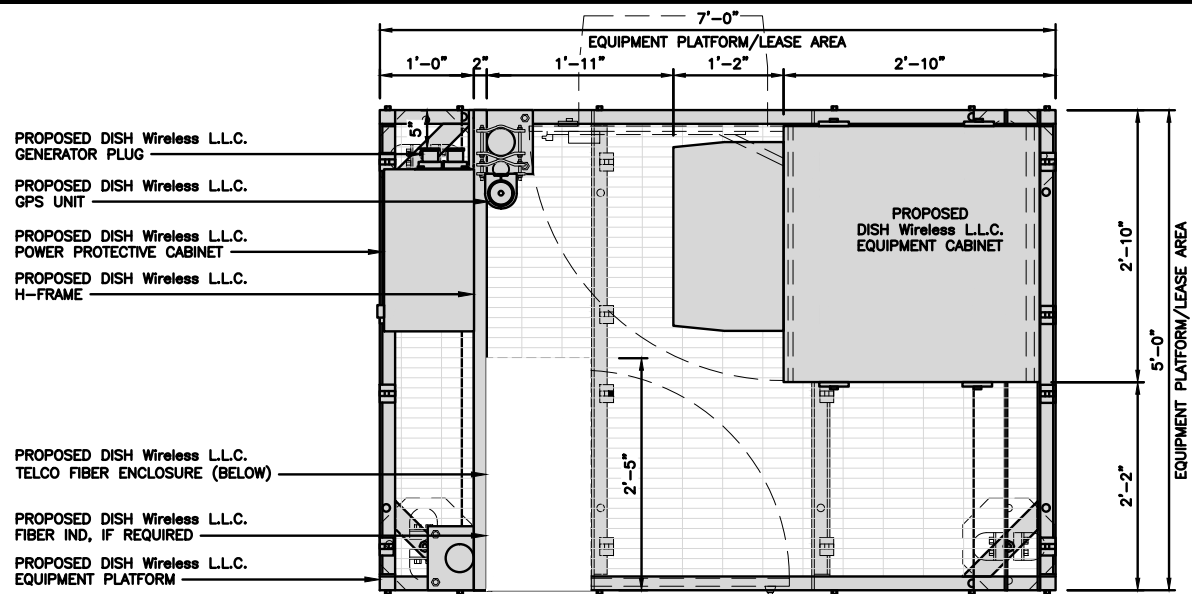 7'-0"
EQUIPMENT PLATFORM/LEASE AREA
1'-0"
2"
1'-11"
1'-2"
2'-10"
5"
PROPOSED DISH Wireless L.L.C.
GENERATOR PLUG
PROPOSED DISH Wireless L.L.C.
GPS UNIT
PROPOSED DISH Wireless L.L.C.
POWER PROTECTIVE CABINET
PROPOSED DISH Wireless L.L.C.
H-FRAME
PROPOSED
DISH Wireless L.L.C.
EQUIPMENT CABINET
2'-10"
5'-0"
EQUIPMENT PLATFORM/LEASE AREA
PROPOSED DISH Wireless L.L.C.
TELCO FIBER ENCLOSURE (BELOW)
2'-5"
2'-2"
PROPOSED DISH Wireless L.L.C.
FIBER IND, IF REQUIRED
PROPOSED DISH Wireless L.L.C.
EQUIPMENT PLATFORM